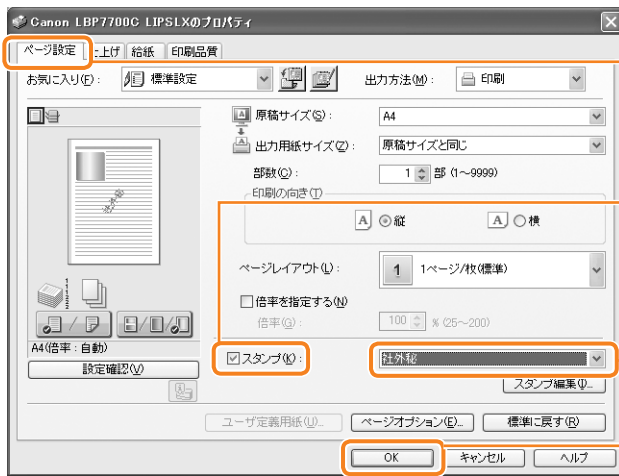 Canon LBP7700C LIPSLXのプロパティ
ページ設定 仕上げ 給紙 印刷品質
お気に入り(F): 標準設定 出力方法(M): 印刷
原稿サイズ(S): A4
出力用紙サイズ(Z): 原稿サイズと同じ
部数(C): 1 部 (1～9999)
印刷の向き(T)
A 縦 A 横
ページレイアウト(L): 1 1ページ/枚(標準)
倍率を指定する(N)
倍率(G): 100 % (25～200)
A4(倍率：自動)
スタンプ(K): 社外秘
設定確認(V)
スタンプ編集(I)...
ユーザ定義用紙(U)... ページオプション(E)... 標準に戻す(R)
OK キャンセル ヘルプ